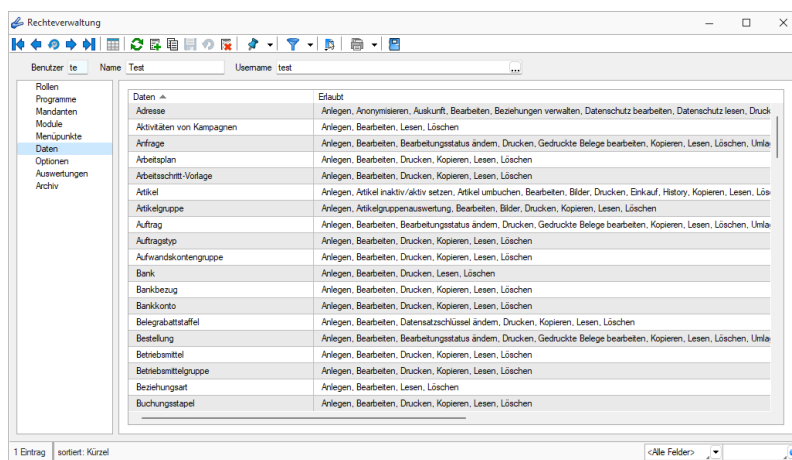 Rechteverwaltung
Benutzer te Name Test Username test ...
Rollen
Programme
Mandanten
Module
Menüpunkte
Daten
Optionen
Auswertungen
Archiv
Daten Erlaubt
Adresse Anlegen, Anonymisieren, Auskunft, Bearbeiten, Beziehungen verwalten, Datenschutz bearbeiten, Datenschutz lesen, Druck
Aktivitäten von Kampagnen Anlegen, Bearbeiten, Lesen, Löschen
Anfrage Anlegen, Bearbeiten, Bearbeitungsstatus ändern, Drucken, Gedruckte Belege bearbeiten, Kopieren, Lesen, Löschen, Umla
Arbeitsplan Anlegen, Bearbeiten, Drucken, Kopieren, Lesen, Löschen
Arbeitsschritt-Vorlage Anlegen, Bearbeiten, Drucken, Kopieren, Lesen, Löschen
Artikel Anlegen, Artikel inaktiv/aktiv setzen, Artikel umbuchen, Bearbeiten, Bilder, Drucken, Einkauf, History, Kopieren, Lesen, Lös
Artikelgruppe Anlegen, Artikelgruppenauswertung, Bearbeiten, Bilder, Drucken, Kopieren, Lesen, Löschen
Auftrag Anlegen, Bearbeiten, Bearbeitungsstatus ändern, Drucken, Gedruckte Belege bearbeiten, Kopieren, Lesen, Löschen, Umla
Auftragstyp Anlegen, Bearbeiten, Drucken, Kopieren, Lesen, Löschen
Aufwandskontengruppe Anlegen, Bearbeiten, Drucken, Kopieren, Lesen, Löschen
Bank Anlegen, Bearbeiten, Drucken, Lesen, Löschen
Bankbezug Anlegen, Bearbeiten, Drucken, Kopieren, Lesen, Löschen
Bankkonto Anlegen, Bearbeiten, Drucken, Kopieren, Lesen, Löschen
Belegrabattstaffel Anlegen, Bearbeiten, Datensatzschlüssel ändern, Drucken, Kopieren, Lesen, Löschen
Bestellung Anlegen, Bearbeiten, Bearbeitungsstatus ändern, Drucken, Gedruckte Belege bearbeiten, Kopieren, Lesen, Löschen, Umla
Betriebsmittel Anlegen, Bearbeiten, Drucken, Kopieren, Lesen, Löschen
Betriebsmittelgruppe Anlegen, Bearbeiten, Drucken, Kopieren, Lesen, Löschen
Beziehungsart Anlegen, Bearbeiten, Lesen, Löschen
Buchungsstapel Anlegen, Bearbeiten, Drucken, Kopieren, Lesen, Löschen
1 Eintrag sortiert: Kürzel <Alle Felder>